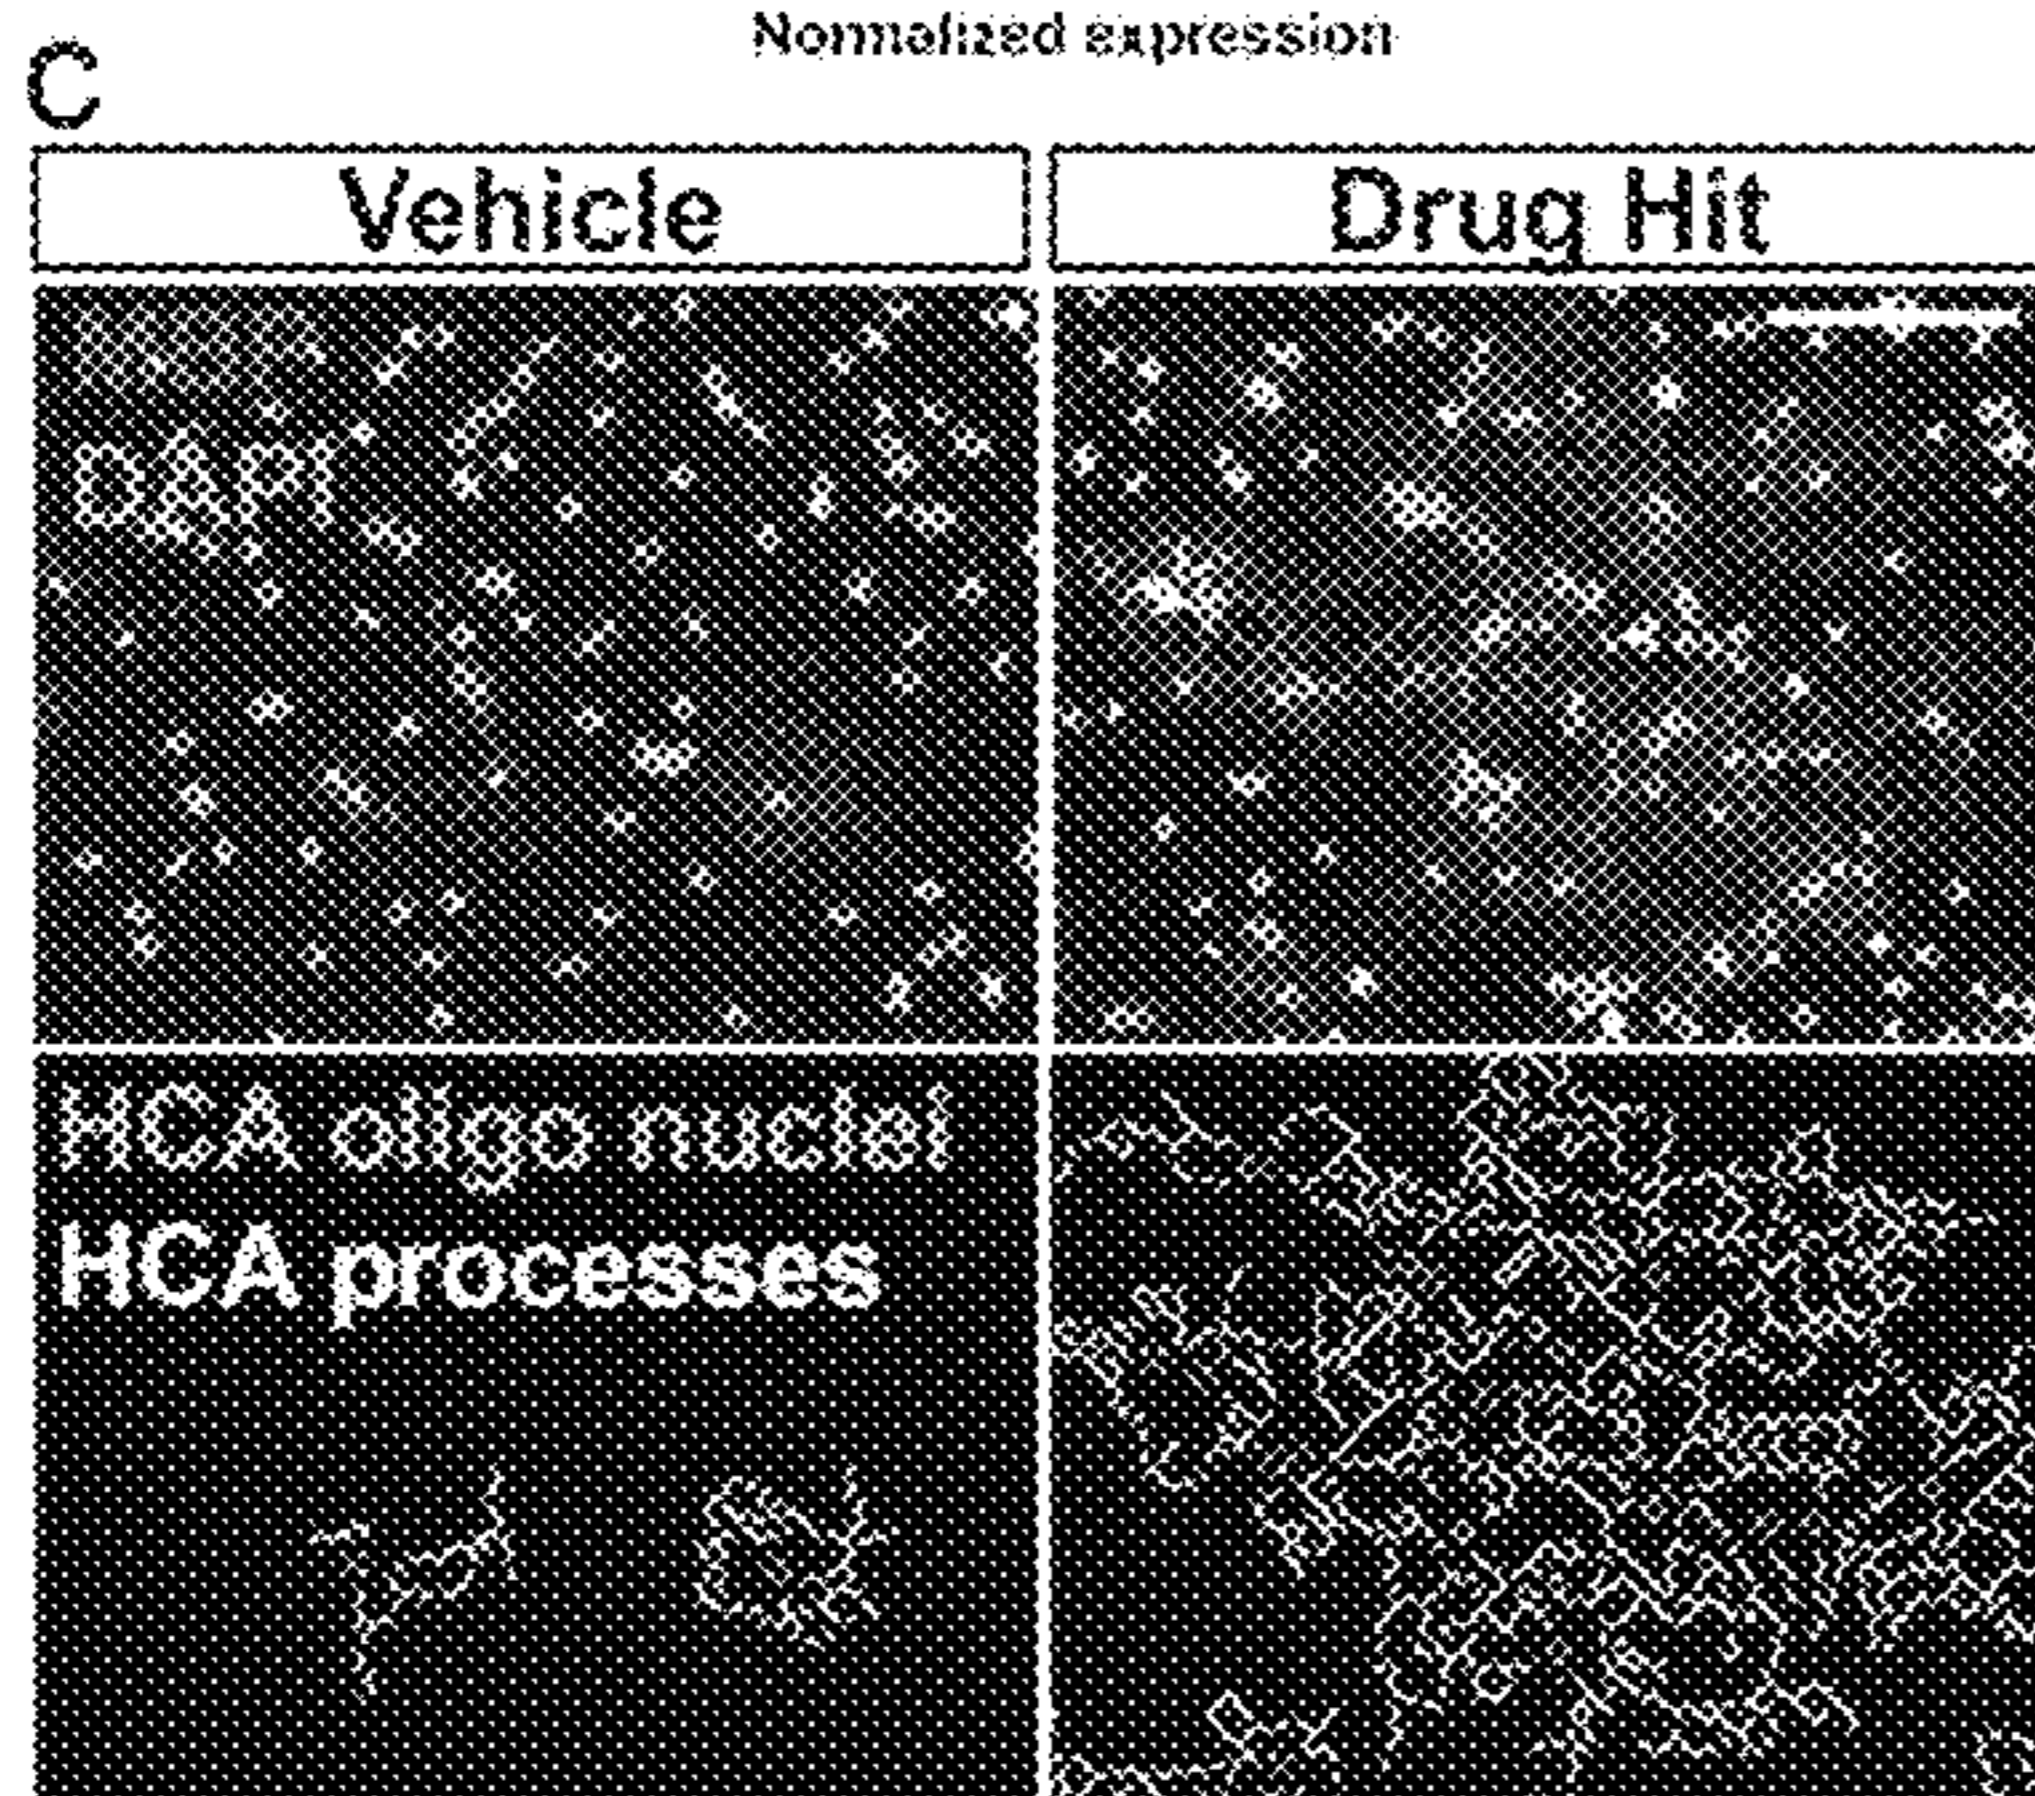 Normalized expression
C
Vehicle
Drug Hit
DAPI
HCA oligo nuclei
HCA processes